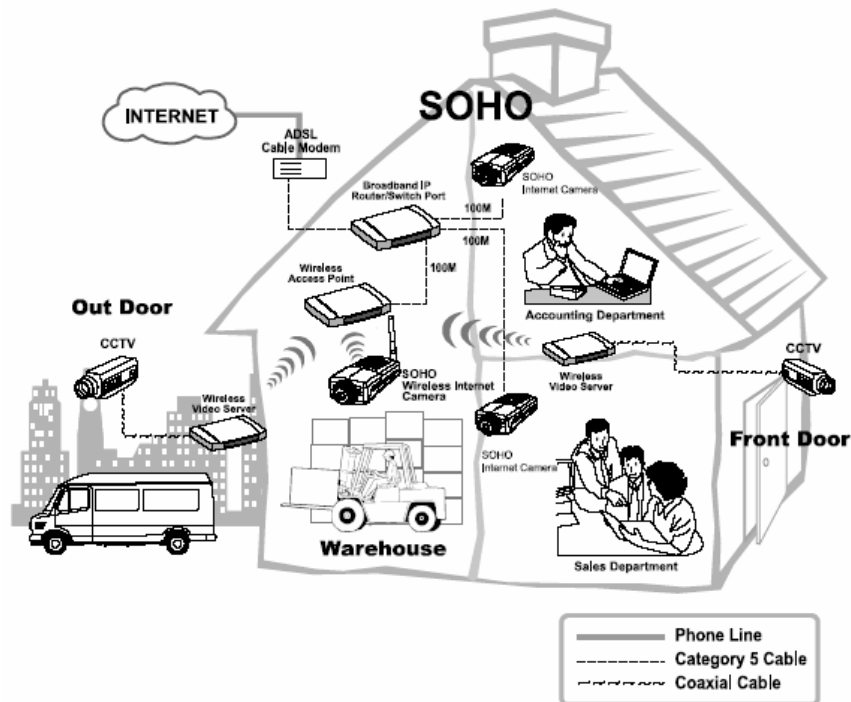 SOHO
INTERNET
ADSL
Cable Modem
Broadband IP
Router/Switch Port
SOHO
Internet Camera
100M
100M
100M
Wireless
Access Point
Out Door
CCTV
Wireless
Video Server
SOHO
Wireless Internet
Camera
Accounting Department
Wireless
Video Server
CCTV
Front Door
SOHO
Internet Camera
Warehouse
Sales Department
Phone Line
Category 5 Cable
Coaxial Cable